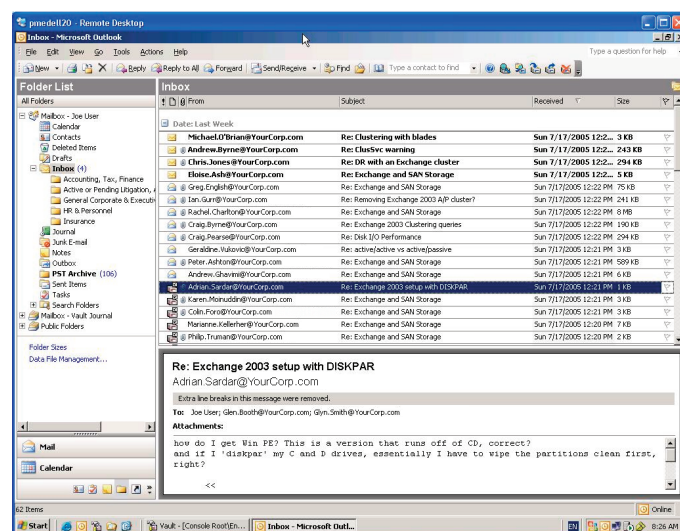 pmedell20 - Remote Desktop
Inbox - Microsoft Outlook
File Edit View Go Tools Actions Help Type a question for help
New Reply Reply to All Forward Send/Receive Find Type a contact to find
Folder List
All Folders
Mailbox - Joe User
Calendar
Contacts
Deleted Items
Drafts
Inbox (4)
Accounting, Tax, Finance
Active or Pending Litigation,
General Corporate & Executi
HR & Personnel
Insurance
Journal
Junk E-mail
Notes
Outbox
PST Archive (106)
Sent Items
Tasks
Search Folders
Mailbox - Vault Journal
Public Folders
Folder Sizes
Data File Management...
Mail
Calendar
Inbox
From Subject Received Size
Date: Last Week
Michael.O'Brian@YourCorp.com Re: Clustering with blades Sun 7/17/2005 12:2... 3 KB
Andrew.Byrne@YourCorp.com Re: ClusSvc warning Sun 7/17/2005 12:2... 243 KB
Chris.Jones@YourCorp.com Re: DR with an Exchange cluster Sun 7/17/2005 12:2... 294 KB
Eloise.Ash@YourCorp.com Re: Exchange and SAN Storage Sun 7/17/2005 12:2... 5 KB
Greg.English@YourCorp.com Re: Exchange and SAN Storage Sun 7/17/2005 12:22 PM 75 KB
Ian.Gurr@YourCorp.com Re: Removing Exchange 2003 A/P cluster? Sun 7/17/2005 12:22 PM 241 KB
Rachel.Charlton@YourCorp.com Re: Exchange and SAN Storage Sun 7/17/2005 12:22 PM 8 MB
Craig.Byrne@YourCorp.com Re: Exchange 2003 Clustering queries Sun 7/17/2005 12:22 PM 190 KB
Craig.Pearse@YourCorp.com Re: Disk I/O Performance Sun 7/17/2005 12:22 PM 294 KB
Geraldine.Vukovic@YourCorp.com Re: active/active vs active/passive Sun 7/17/2005 12:21 PM 3 KB
Peter.Ashton@YourCorp.com Re: Exchange and SAN Storage Sun 7/17/2005 12:21 PM 589 KB
Andrew.Ghavimi@YourCorp.com Re: Exchange and SAN Storage Sun 7/17/2005 12:21 PM 6 KB
Adrian.Sardar@YourCorp.com Re: Exchange 2003 setup with DISKPAR Sun 7/17/2005 12:21 PM 1 KB
Karen.Moinuddin@YourCorp.com Re: Exchange and SAN Storage Sun 7/17/2005 12:21 PM 3 KB
Colin.Foro@YourCorp.com Re: Exchange and SAN Storage Sun 7/17/2005 12:21 PM 3 KB
Marianne.Kellerher@YourCorp.com Re: Exchange and SAN Storage Sun 7/17/2005 12:20 PM 7 KB
Philip.Truman@YourCorp.com Re: Exchange and SAN Storage Sun 7/17/2005 12:20 PM 2 KB
Re: Exchange 2003 setup with DISKPAR
Adrian.Sardar@YourCorp.com
Extra line breaks in this message were removed.
To: Joe User; Glen.Booth@YourCorp.com; Glyn.Smith@YourCorp.com
Attachments:
how do I get Win PE? This is a version that runs off of CD, correct?
and if I 'diskpar' my C and D drives, essentially I have to wipe the partitions clean first,
right?
<<
62 Items Online
Start Vault - [Console Root\En... Inbox - Microsoft Outl... EN 8:26 AM